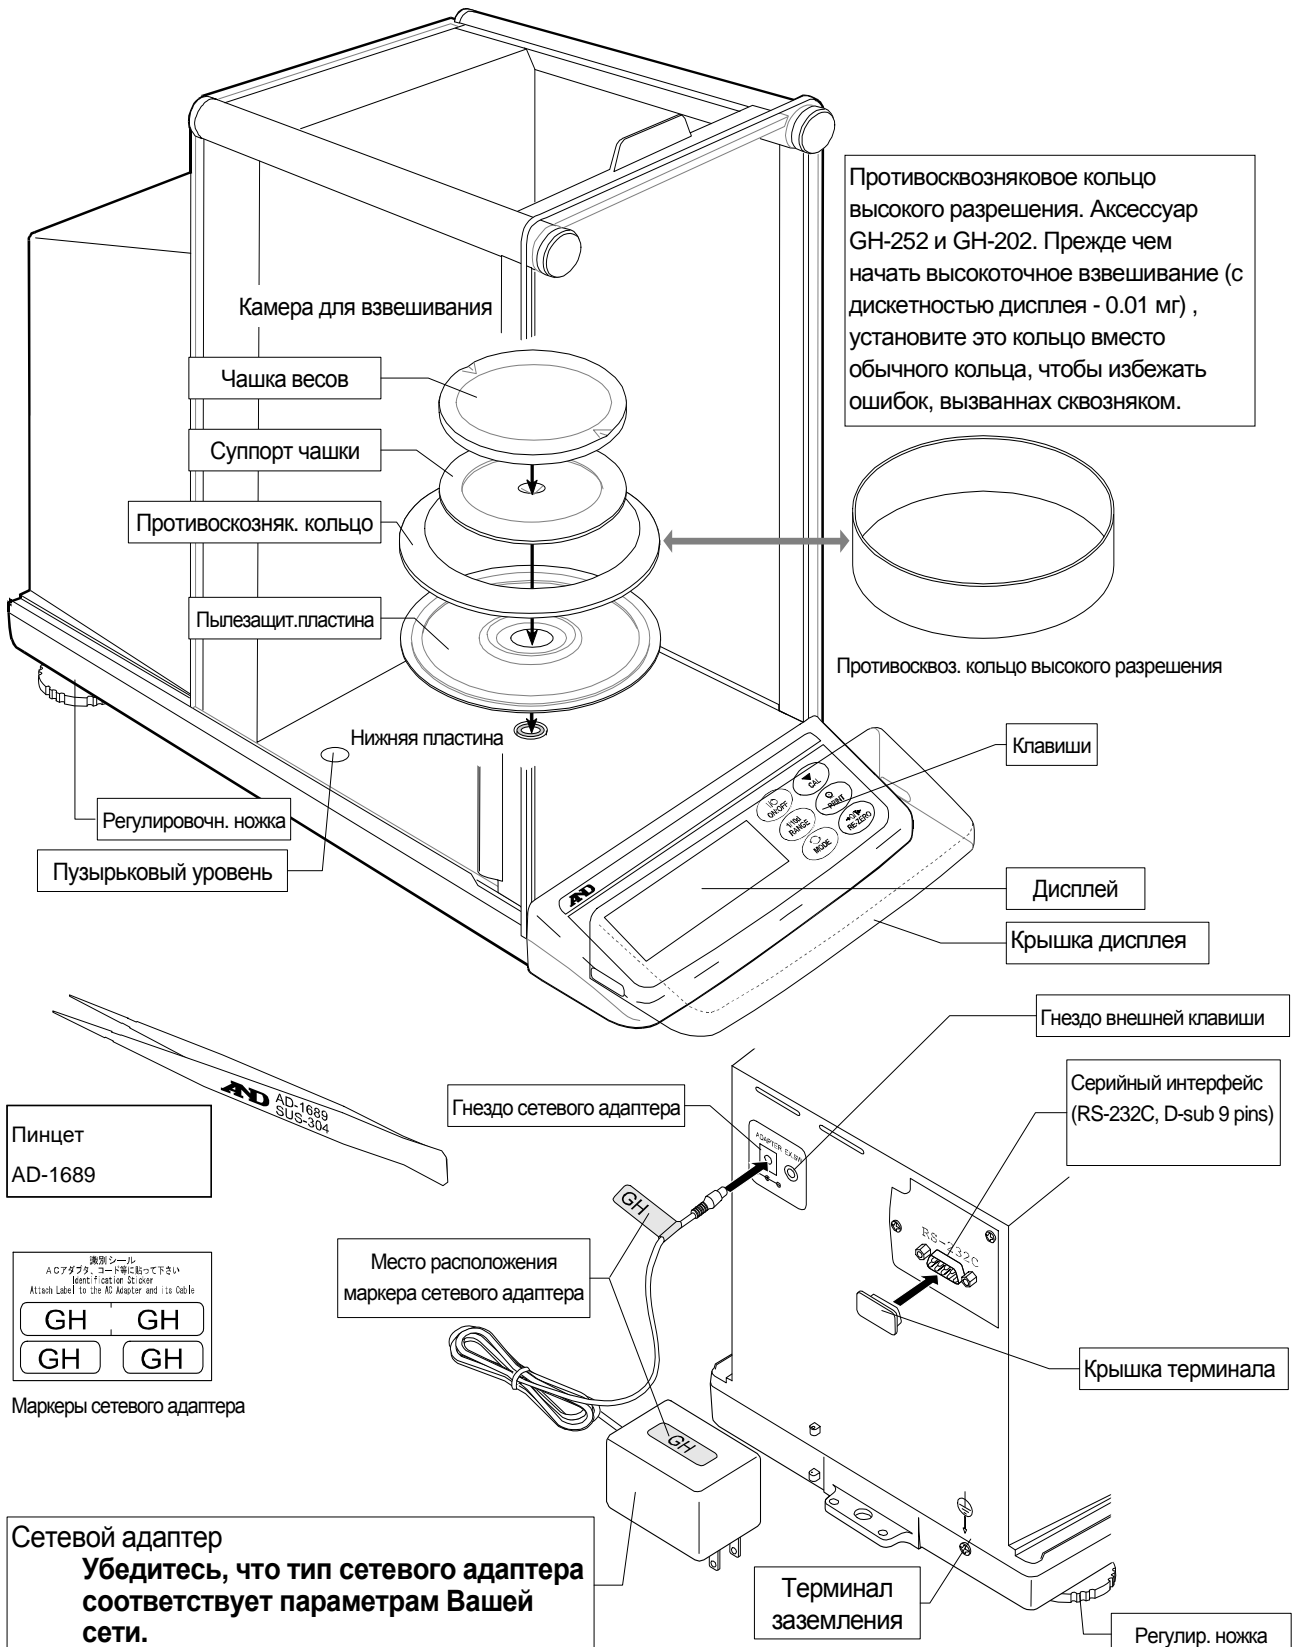 Противосквозняковое кольцо
высокого разрешения. Аксессуар
GH-252 и GH-202. Прежде чем
начать высокоточное взвешивание (с
дискетностью дисплея - 0.01 мг) ,
установите это кольцо вместо
обычного кольца, чтобы избежать
ошибок, вызваннах сквозняком.
Камера для взвешивания
Чашка весов
Суппорт чашки
Противоскозняк. кольцо
Пылезащит.пластина
Противосквоз. кольцо высокого разрешения
Нижняя пластина
Клавиши
CAL
ON/OFF
PRINT
1/10d
RANGE
RE-ZERO
MODE
Регулировочн. ножка
Пузырьковый уровень
AND
Дисплей
Крышка дисплея
Гнездо внешней клавиши
Серийный интерфейс
(RS-232C, D-sub 9 pins)
Гнездо сетевого адаптера
AND AD-1689
SUS-304
Пинцет
AD-1689
ADAPTER EX.SW
GH
RS-232C
Место расположения
маркера сетевого адаптера
識別シール
ACアダプタ、コード等に貼って下さい
Identification Sticker
Attach Label to the AC Adapter and its Cable
GH GH
GH GH
Маркеры сетевого адаптера
Крышка терминала
GH
Сетевой адаптер
Убедитесь, что тип сетевого адаптера
соответствует параметрам Вашей
сети.
Терминал
заземления
Регулир. ножка